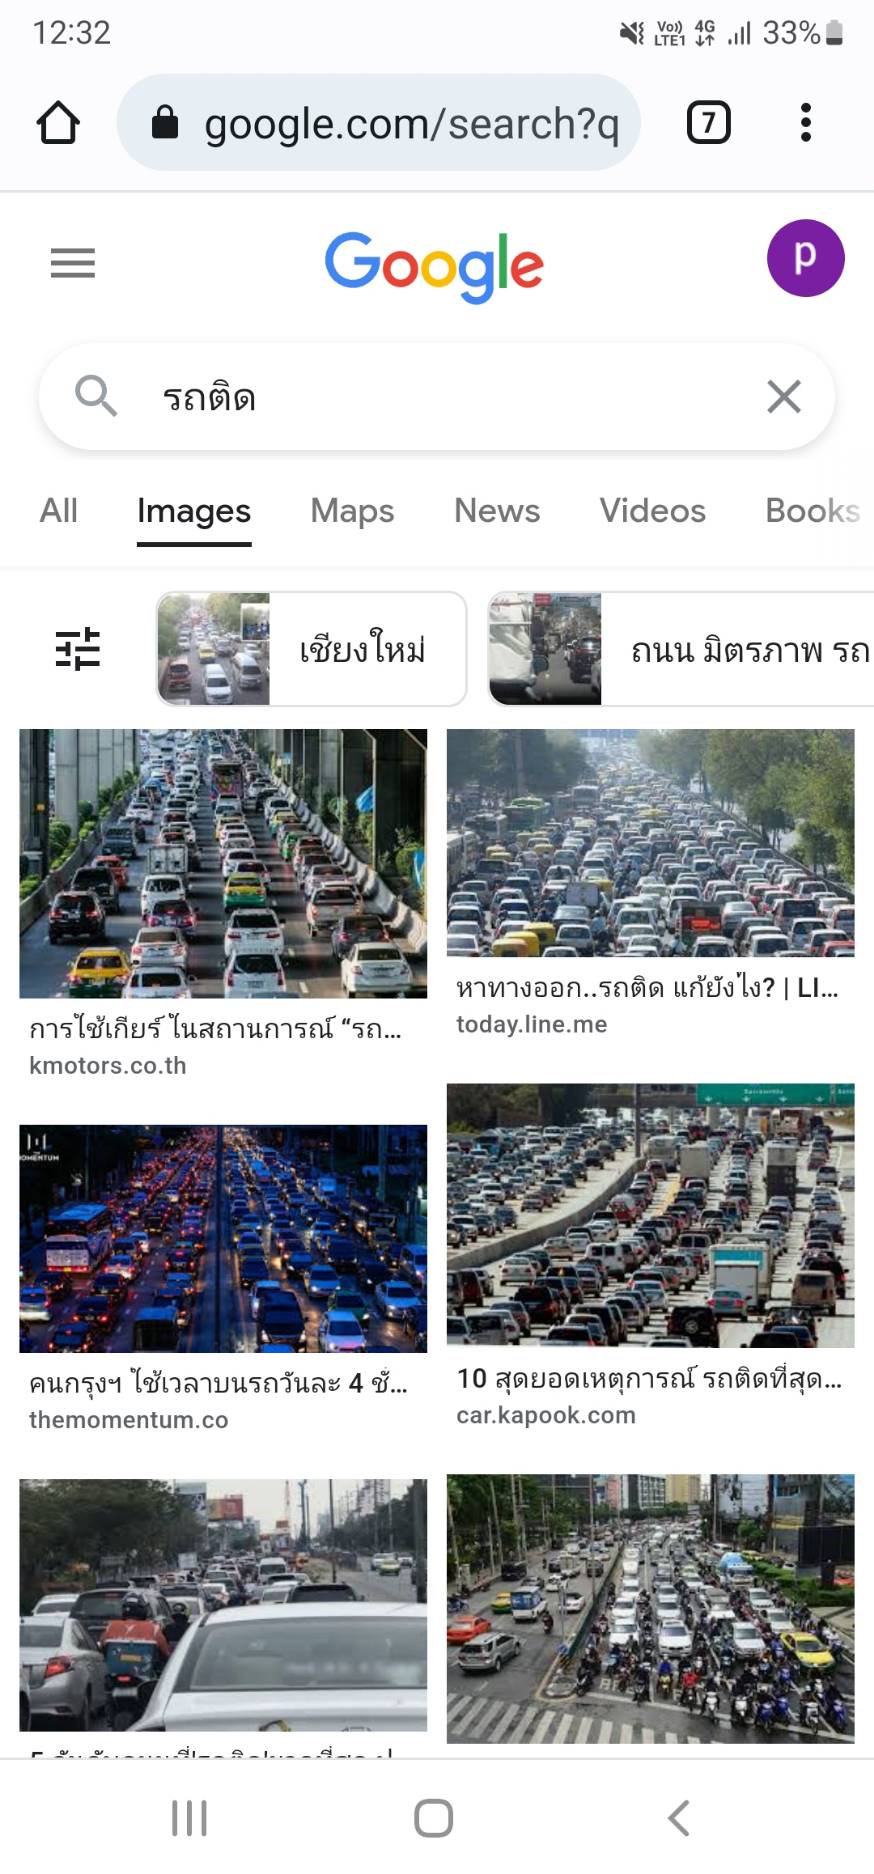 12:32
Vo)) LTE1 4G 33%
google.com/search?q
7
Google
p
รถติด
All Images Maps News Videos Books
เชียงใหม่
ถนน มิตรภาพ รถ
การใช้เกียร์ ในสถานการณ์ “รถ...
kmotors.co.th
หาทางออก..รถติด แก้ยังไง? | LI...
today.line.me
คนกรุงฯ ใช้เวลาบนรถวันละ 4 ชั่...
themomentum.co
10 สุดยอดเหตุการณ์ รถติดที่สุด...
car.kapook.com